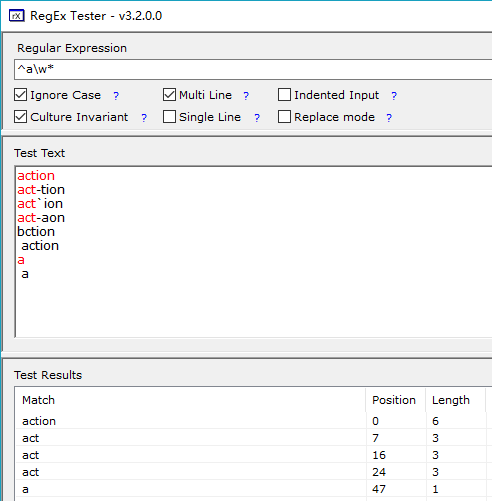 RegEx Tester - v3.2.0.0
Regular Expression
^a\w*
Ignore Case ? Multi Line ? Indented Input ?
Culture Invariant ? Single Line ? Replace mode ?
Test Text
action
act-tion
act`ion
act-aon
bction
action
a
a
Test Results
Match Position Length
action 0 6
act 7 3
act 16 3
act 24 3
a 47 1